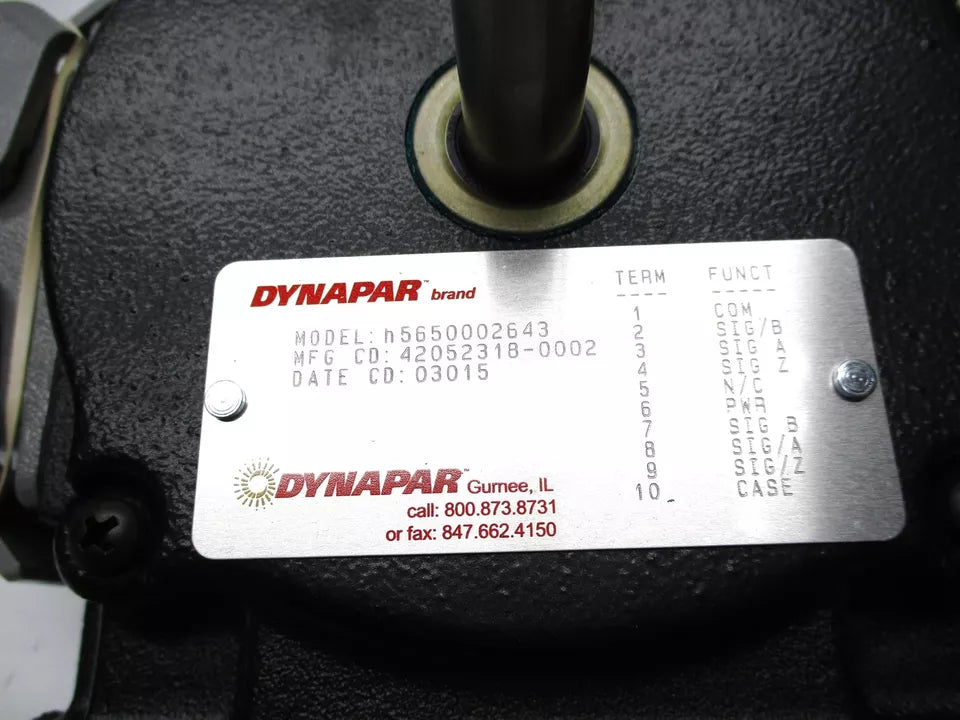 DYNAPAR™ brand
MODEL: h5650002643
MFG CD: 42052318-0002
DATE CD: 03015
TERM FUNCT
---- -----
1 COM
2 SIG/B
3 SIG A
4 SIG Z
5 N/C
6 PWR
7 SIG B
8 SIG/A
9 SIG/Z
10 CASE
DYNAPAR™ Gurnee, IL
call: 800.873.8731
or fax: 847.662.4150